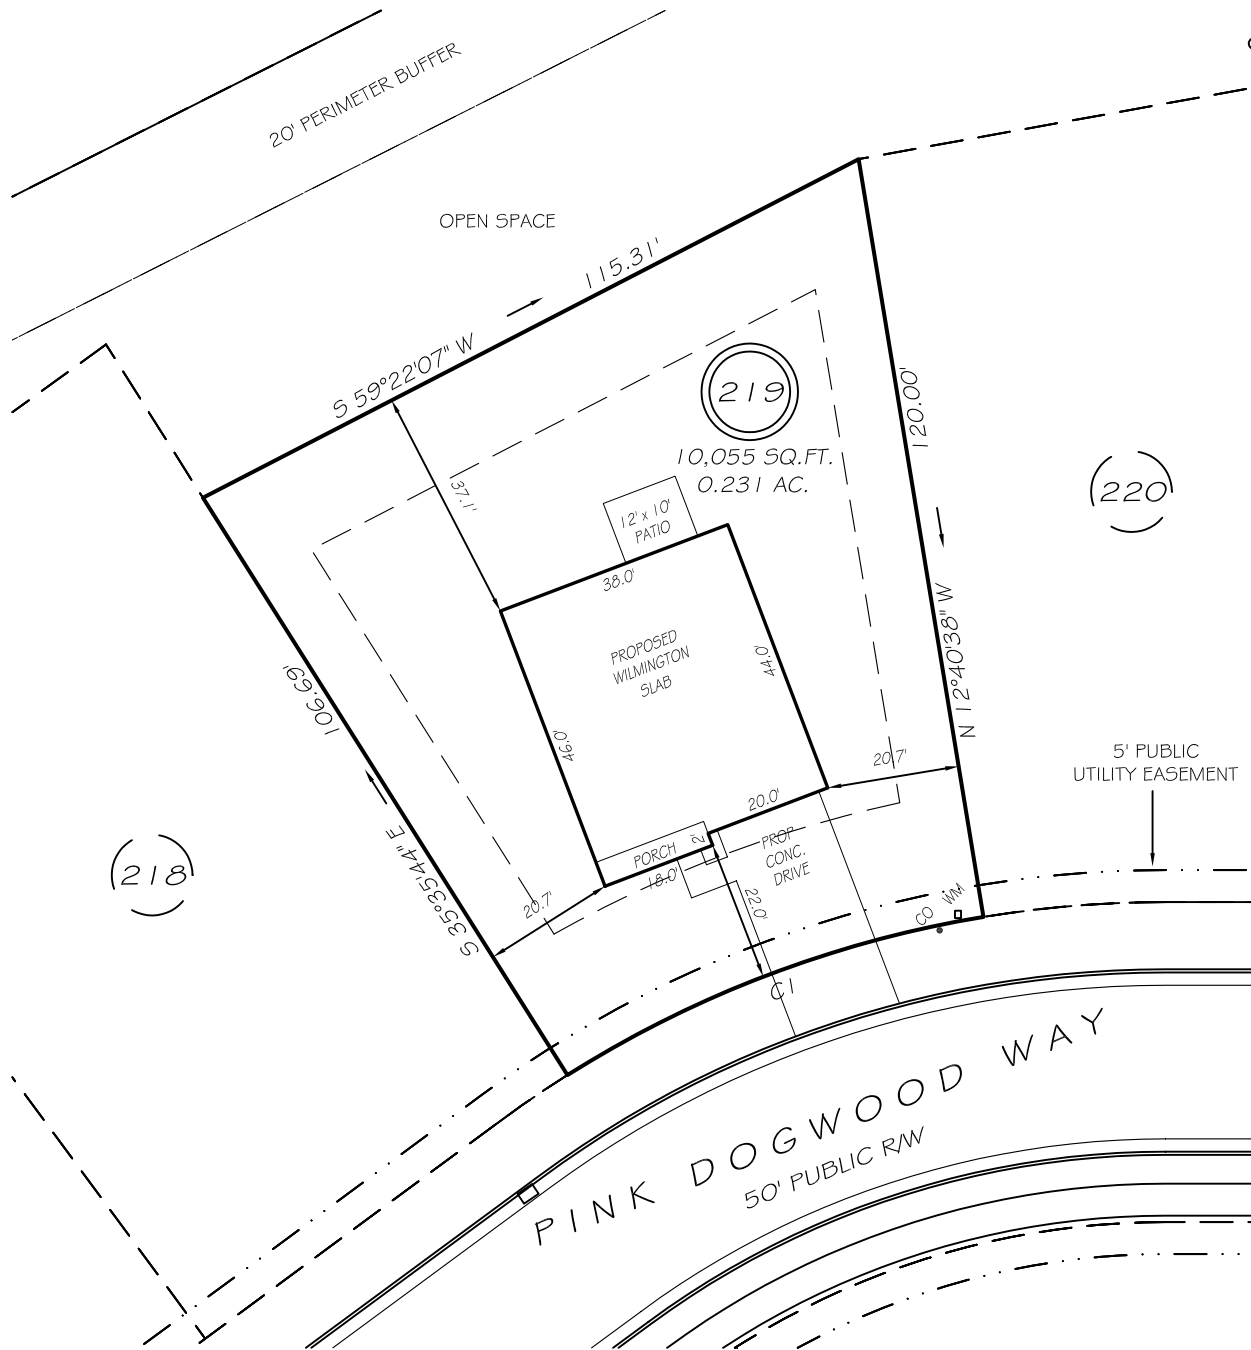 20' PERIMETER BUFFER
OPEN SPACE
115.31'
S 59°22'07" W
219
10,055 SQ.FT.
0.231 AC.
120.00'
220
37.1'
12' x 10'
PATIO
38.0'
PROPOSED
WILMINGTON
SLAB
44.0'
46.0'
106.69'
N 12°40'38" W
20.7'
5' PUBLIC
UTILITY EASEMENT
20.0'
2'
PORCH
18.0'
PROP
CONC.
DRIVE
218
S 35°35'44" E
20.7'
22.0'
CO
WM
C1
PINK DOGWOOD WAY
50' PUBLIC R/W